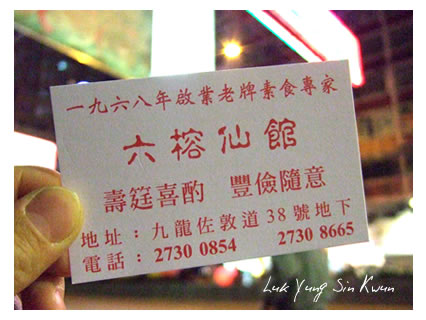 一九六八年啟業老牌素食專家
六榕仙館
壽筵喜酌 豐儉隨意
地址：九龍佐敦道38號地下
電話：2730 0854 2730 8665
Luk Yung Sin Kwun